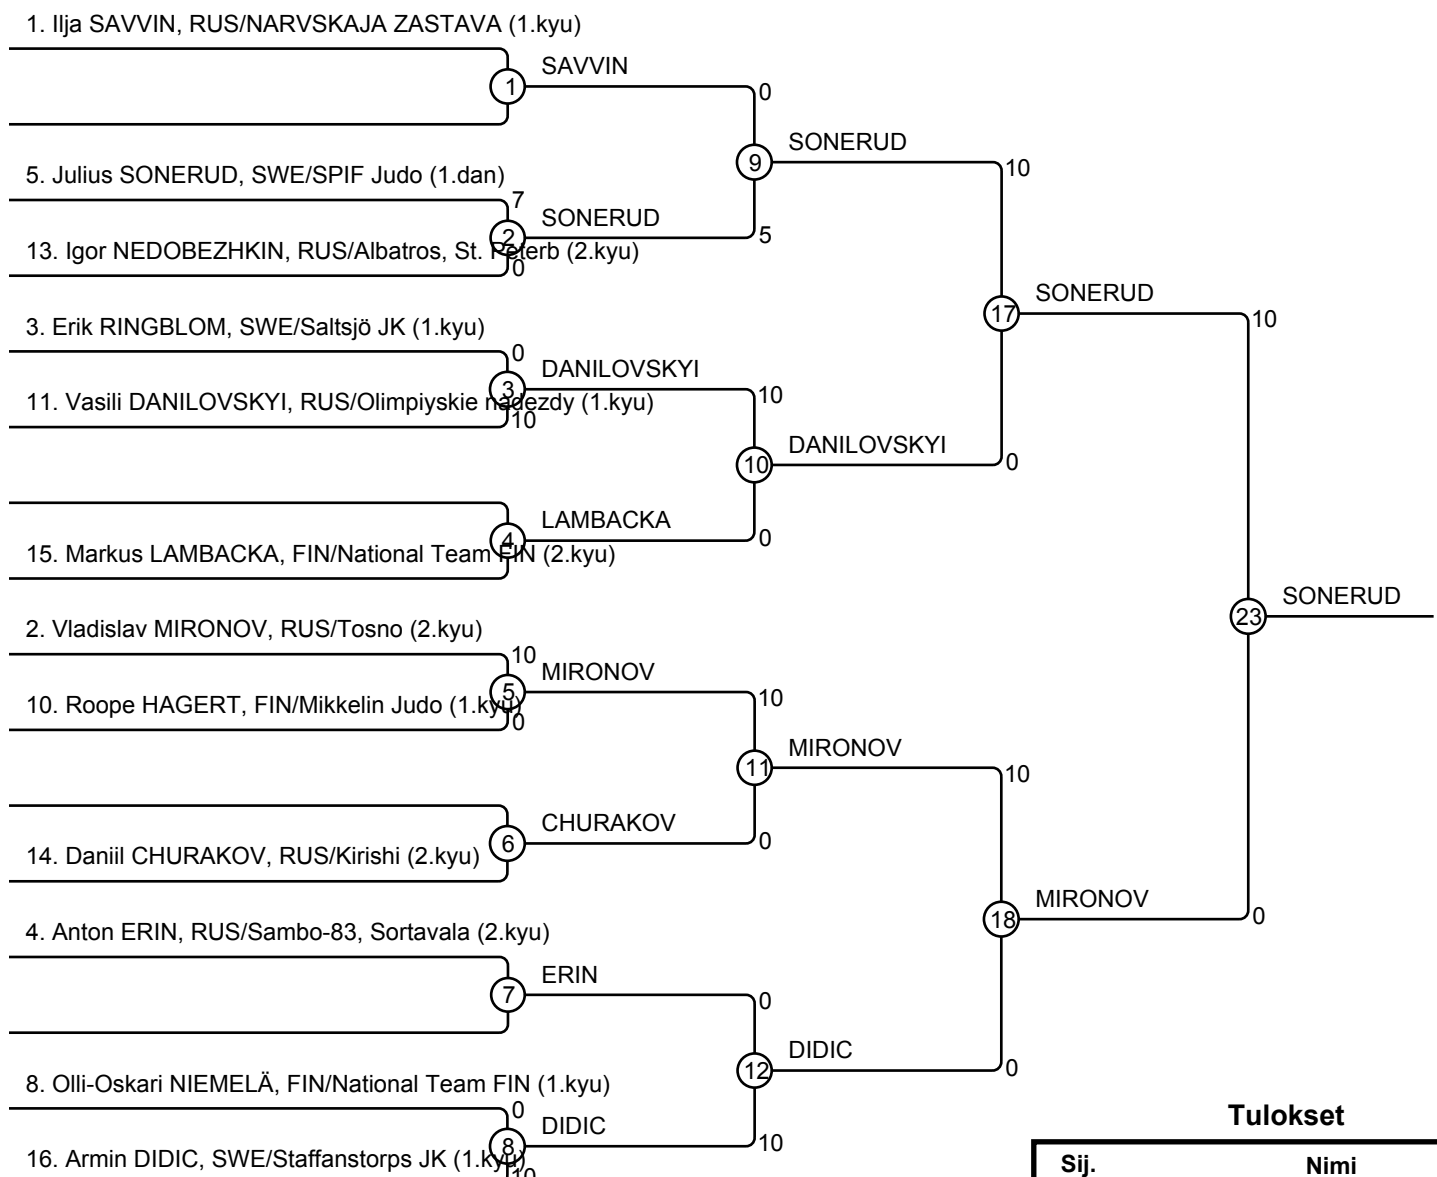 1. Ilja SAVVIN, RUS/NARVSKAJA ZASTAVA (1.kyu)
1
SAVVIN
0
9
SONERUD
10
5. Julius SONERUD, SWE/SPIF Judo (1.dan)
7
2
SONERUD
5
13. Igor NEDOBEZHKIN, RUS/Albatros, St. Peterb (2.kyu)
0
17
SONERUD
10
3. Erik RINGBLOM, SWE/Saltsjö JK (1.kyu)
0
3
DANILOVSKYI
10
11. Vasili DANILOVSKYI, RUS/Olimpiyskie nadezdy (1.kyu)
10
10
DANILOVSKYI
0
4
LAMBACKA
0
15. Markus LAMBACKA, FIN/National Team FIN (2.kyu)
23
SONERUD
2. Vladislav MIRONOV, RUS/Tosno (2.kyu)
10
5
MIRONOV
10
10. Roope HAGERT, FIN/Mikkelin Judo (1.kyu)
0
11
MIRONOV
10
6
CHURAKOV
0
14. Daniil CHURAKOV, RUS/Kirishi (2.kyu)
18
MIRONOV
0
4. Anton ERIN, RUS/Sambo-83, Sortavala (2.kyu)
7
ERIN
0
12
DIDIC
0
8. Olli-Oskari NIEMELÄ, FIN/National Team FIN (1.kyu)
0
8
DIDIC
10
16. Armin DIDIC, SWE/Staffanstorps JK (1.kyu)
10
Tulokset
Sij. Nimi